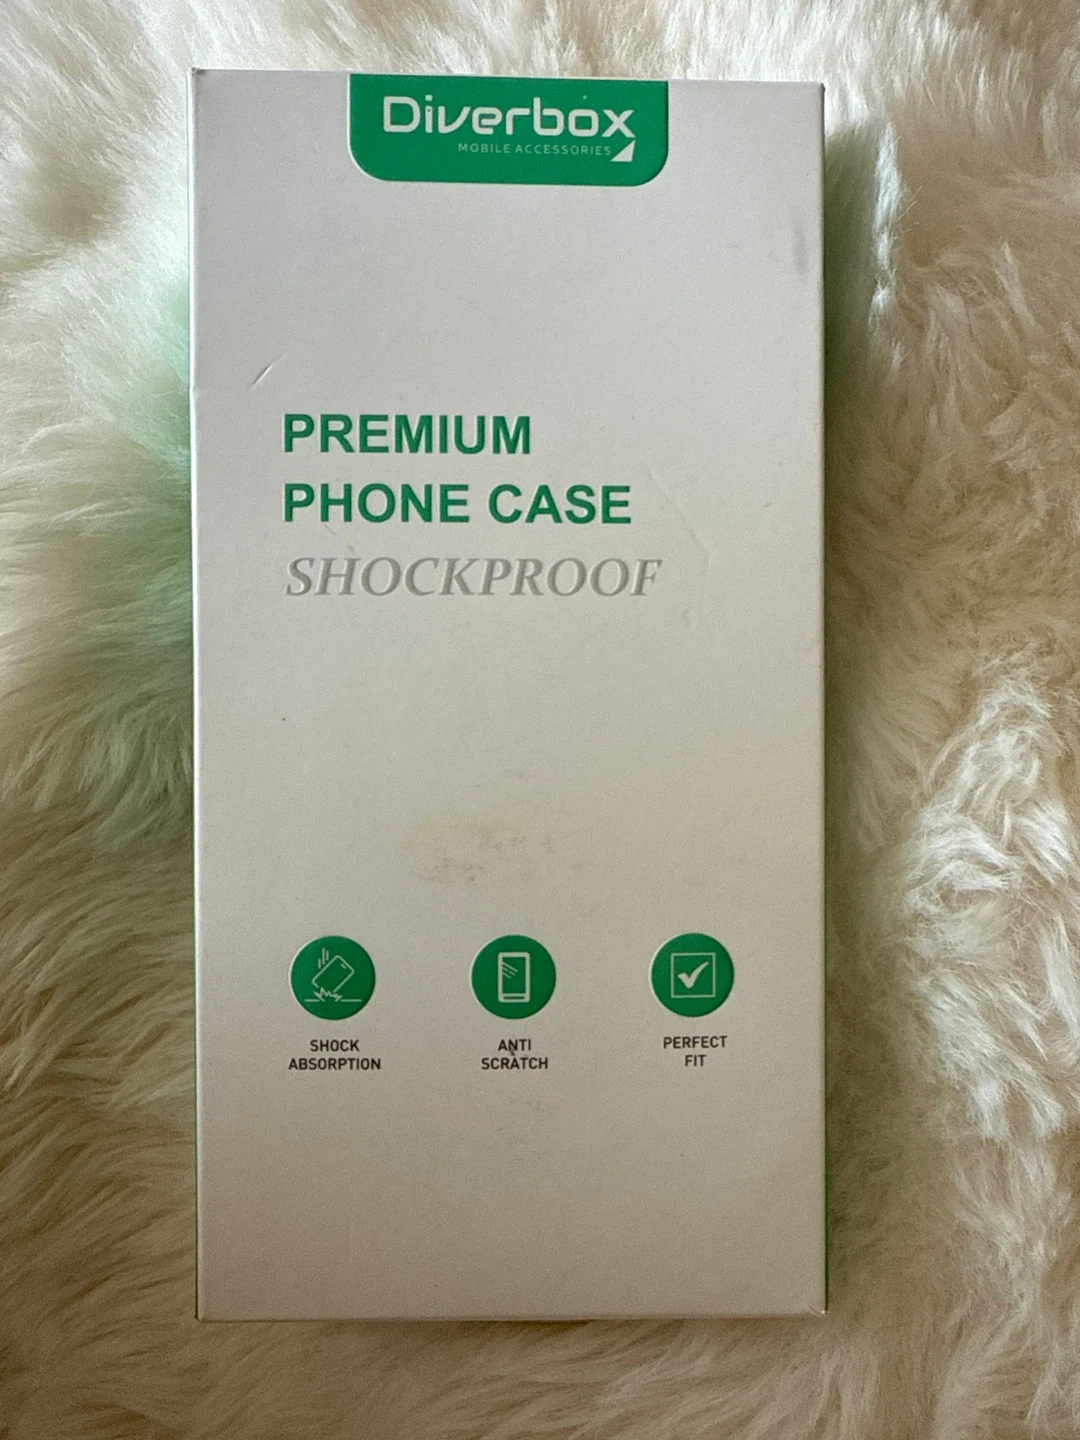 Diverbox
MOBILE ACCESSORIES
PREMIUM
PHONE CASE
SHOCKPROOF
SHOCK
ABSORPTION
ANTI
SCRATCH
PERFECT
FIT